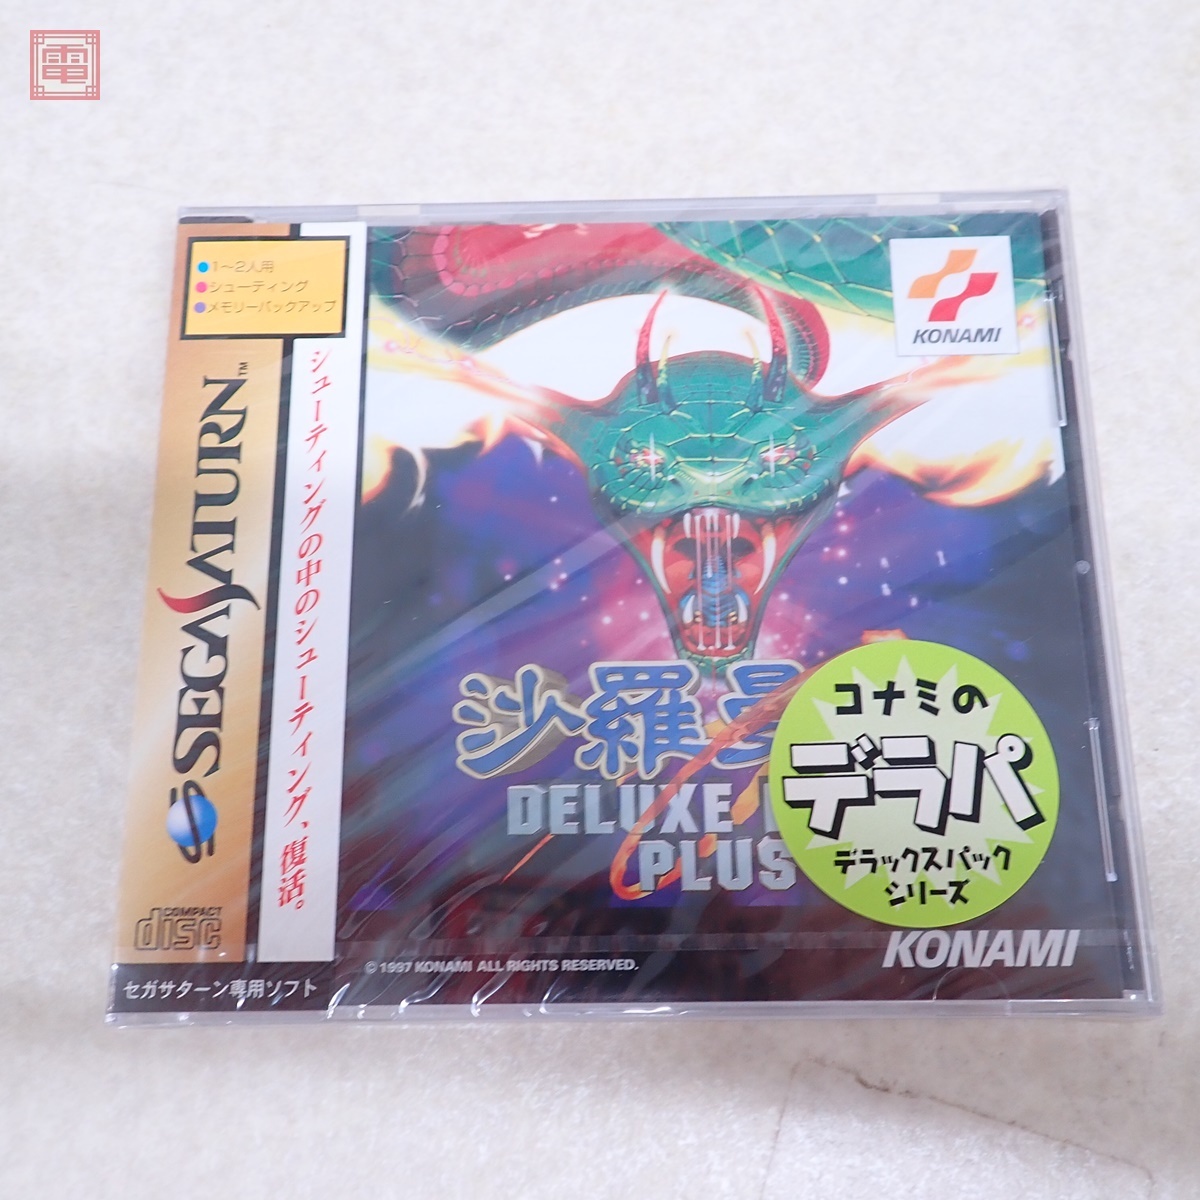 電
●1〜2人用
●シューティング
●メモリーバックアップ
SEGA SATURN™
シューティングの中のシューティング、復活。
COMPACT
disc
セガサターン専用ソフト
KONAMI
沙羅曼
DELUXE
PLUS
コナミの
デラパ
デラックスパック
シリーズ
© 1997 KONAMI ALL RIGHTS RESERVED.
KONAMI